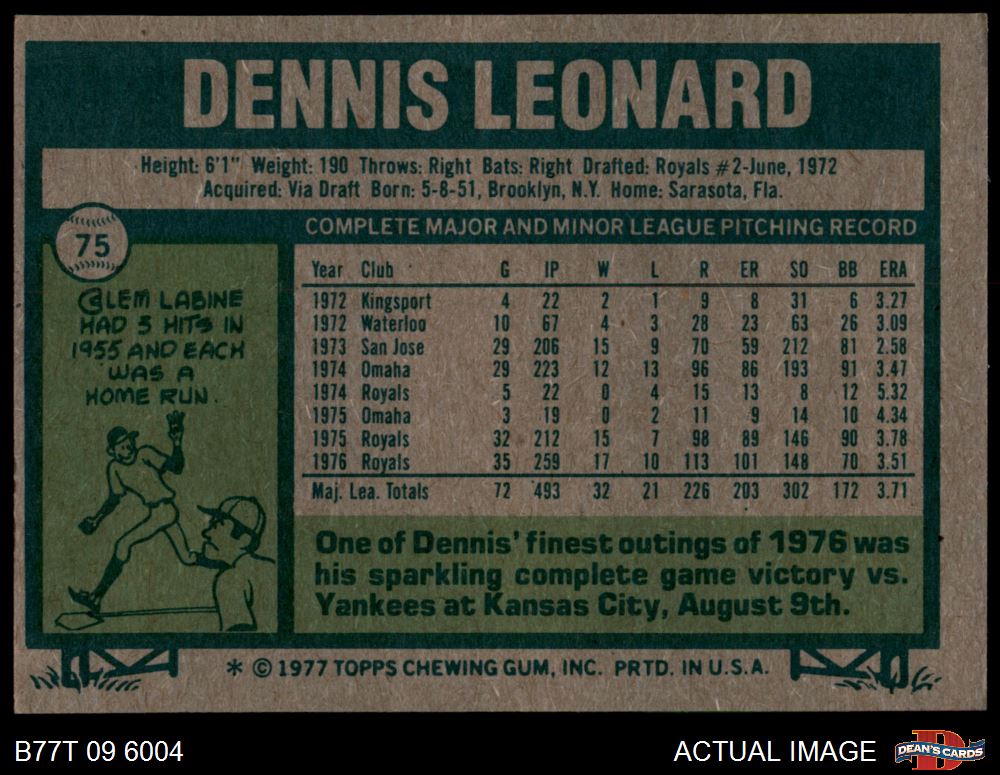 DENNIS LEONARD
Height: 6'1" Weight: 190 Throws: Right Bats: Right Drafted: Royals #2-June, 1972
Acquired: Via Draft Born: 5-8-51, Brooklyn, N.Y. Home: Sarasota, Fla.
75
CLEM LABINE
HAD 5 HITS IN
1955 AND EACH
WAS A
HOME RUN.
COMPLETE MAJOR AND MINOR LEAGUE PITCHING RECORD
Year Club G IP W L R ER SO BB ERA
1972 Kingsport 4 22 2 1 9 8 31 6 3.27
1972 Waterloo 10 67 4 3 28 23 63 26 3.09
1973 San Jose 29 206 15 9 70 59 212 81 2.58
1974 Omaha 29 223 12 13 96 86 193 91 3.47
1974 Royals 5 22 0 4 15 13 8 12 5.32
1975 Omaha 3 19 0 2 11 9 14 10 4.34
1975 Royals 32 212 15 7 98 89 146 90 3.78
1976 Royals 35 259 17 10 113 101 148 70 3.51
Maj. Lea. Totals 72 493 32 21 226 203 302 172 3.71
One of Dennis' finest outings of 1976 was
his sparkling complete game victory vs.
Yankees at Kansas City, August 9th.
* © 1977 TOPPS CHEWING GUM, INC. PRTD. IN U.S.A.
B77T 09 6004
ACTUAL IMAGE
DEAN'S CARDS